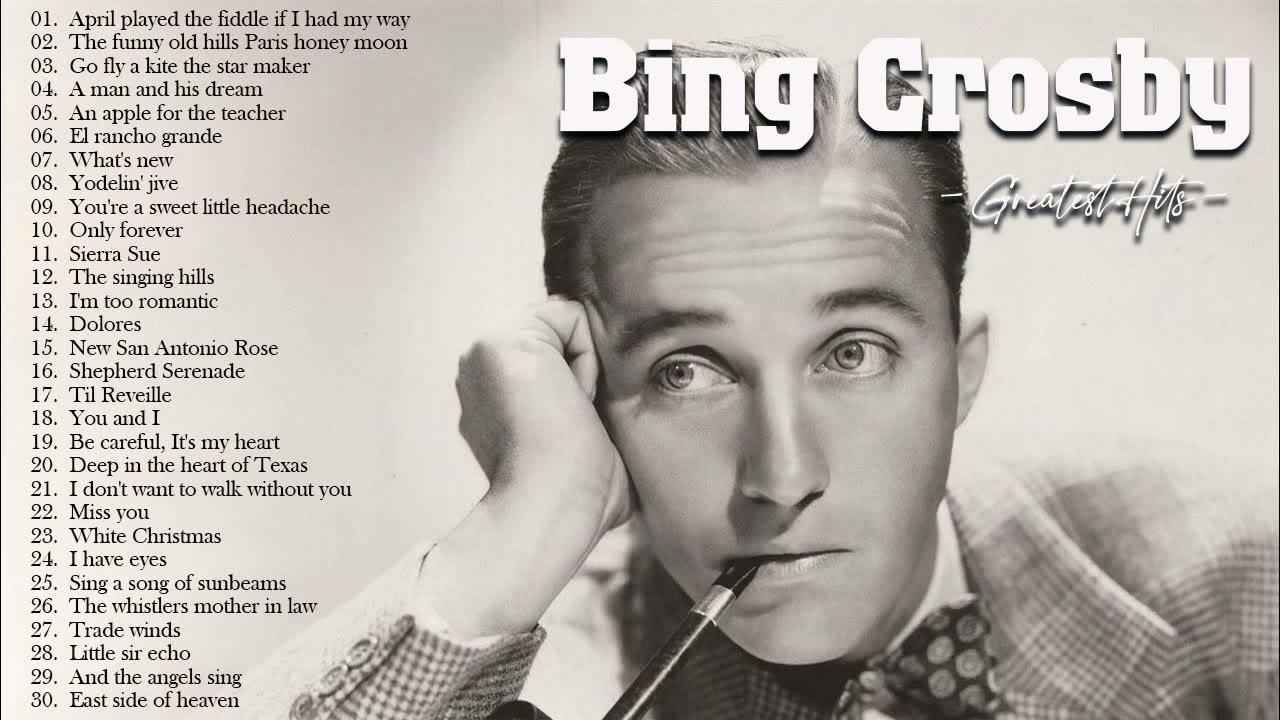 01. April played the fiddle if I had my way
02. The funny old hills Paris honey moon
03. Go fly a kite the star maker
04. A man and his dream
05. An apple for the teacher
06. El rancho grande
07. What's new
08. Yodelin' jive
09. You're a sweet little headache
10. Only forever
11. Sierra Sue
12. The singing hills
13. I'm too romantic
14. Dolores
15. New San Antonio Rose
16. Shepherd Serenade
17. Til Reveille
18. You and I
19. Be careful, It's my heart
20. Deep in the heart of Texas
21. I don't want to walk without you
22. Miss you
23. White Christmas
24. I have eyes
25. Sing a song of sunbeams
26. The whistlers mother in law
27. Trade winds
28. Little sir echo
29. And the angels sing
30. East side of heaven
Bing Crosby
- Greatest Hits -